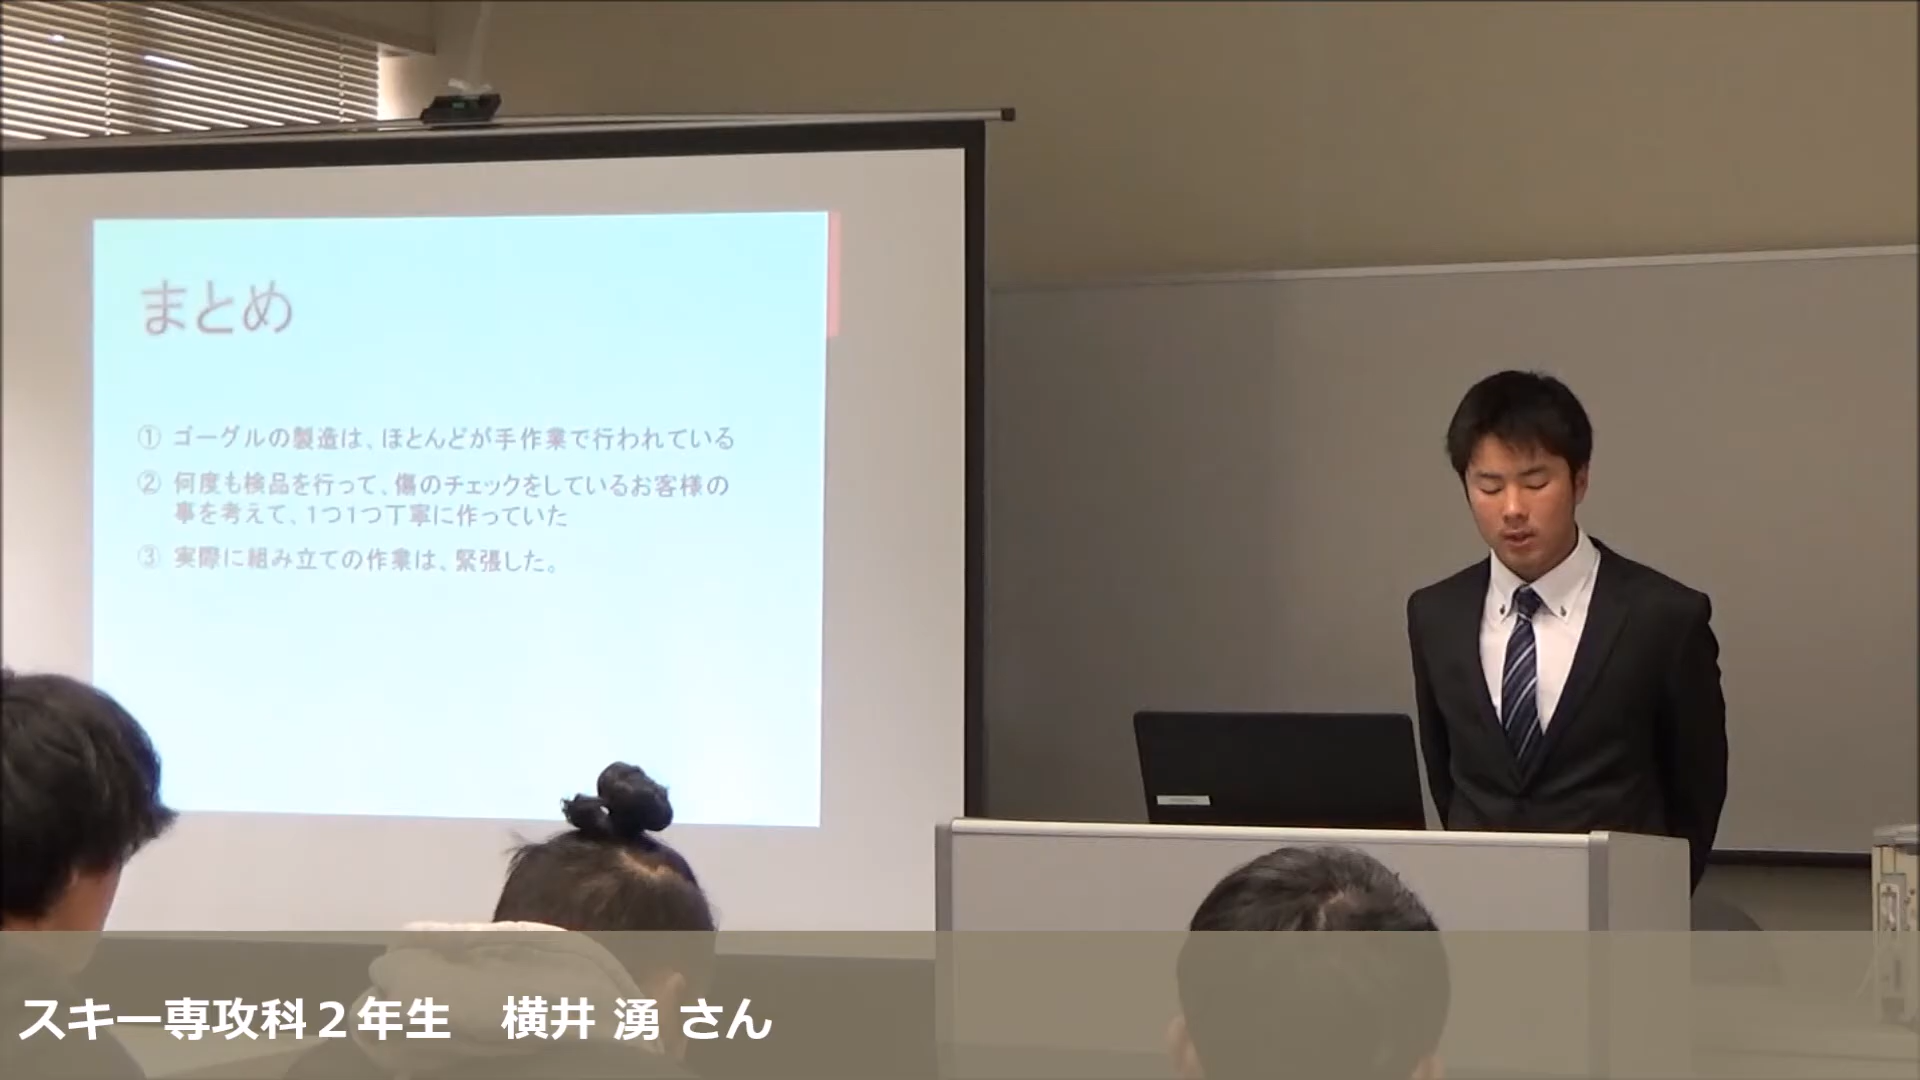 まとめ
① ゴーグルの製造は、ほとんどが手作業で行われている
② 何度も検品を行って、傷のチェックをしているお客様の
事を考えて、1つ1つ丁寧に作っていた
③ 実際に組み立ての作業は、緊張した。
スキー専攻科２年生　横井 湧 さん